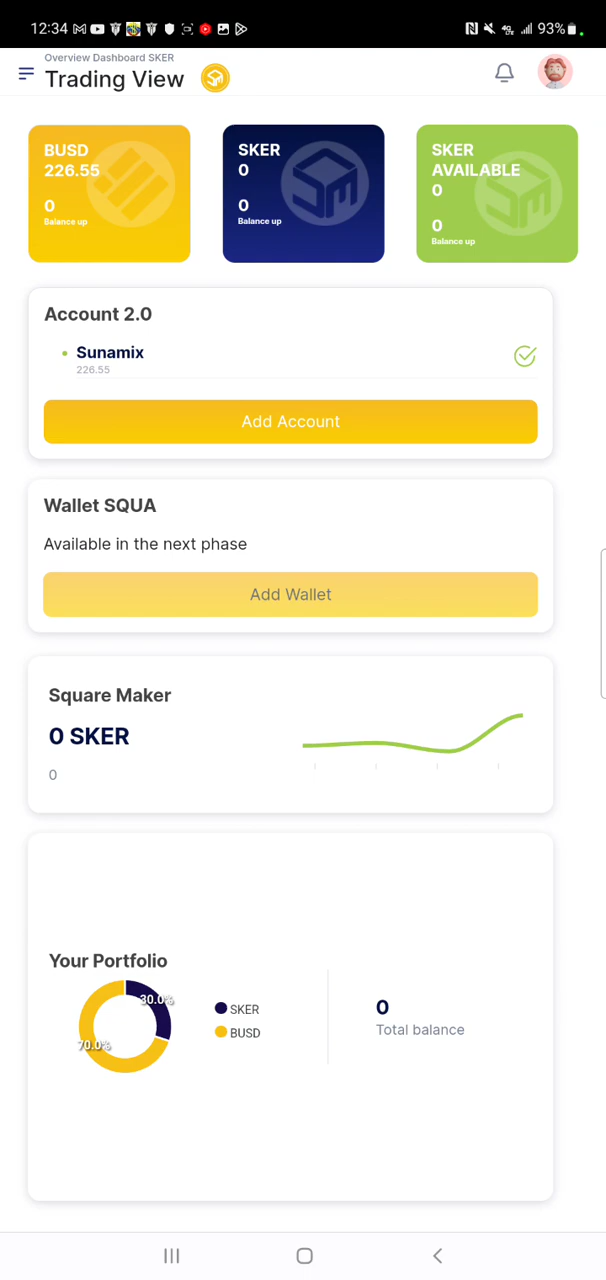 12:34
93%
Overview Dashboard SKER
Trading View
BUSD
226.55
0
Balance up
SKER
0
0
Balance up
SKER
AVAILABLE
0
0
Balance up
Account 2.0
Sunamix
226.55
Add Account
Wallet SQUA
Available in the next phase
Add Wallet
Square Maker
0 SKER
0
Your Portfolio
30.0%
70.0%
SKER
BUSD
0
Total balance